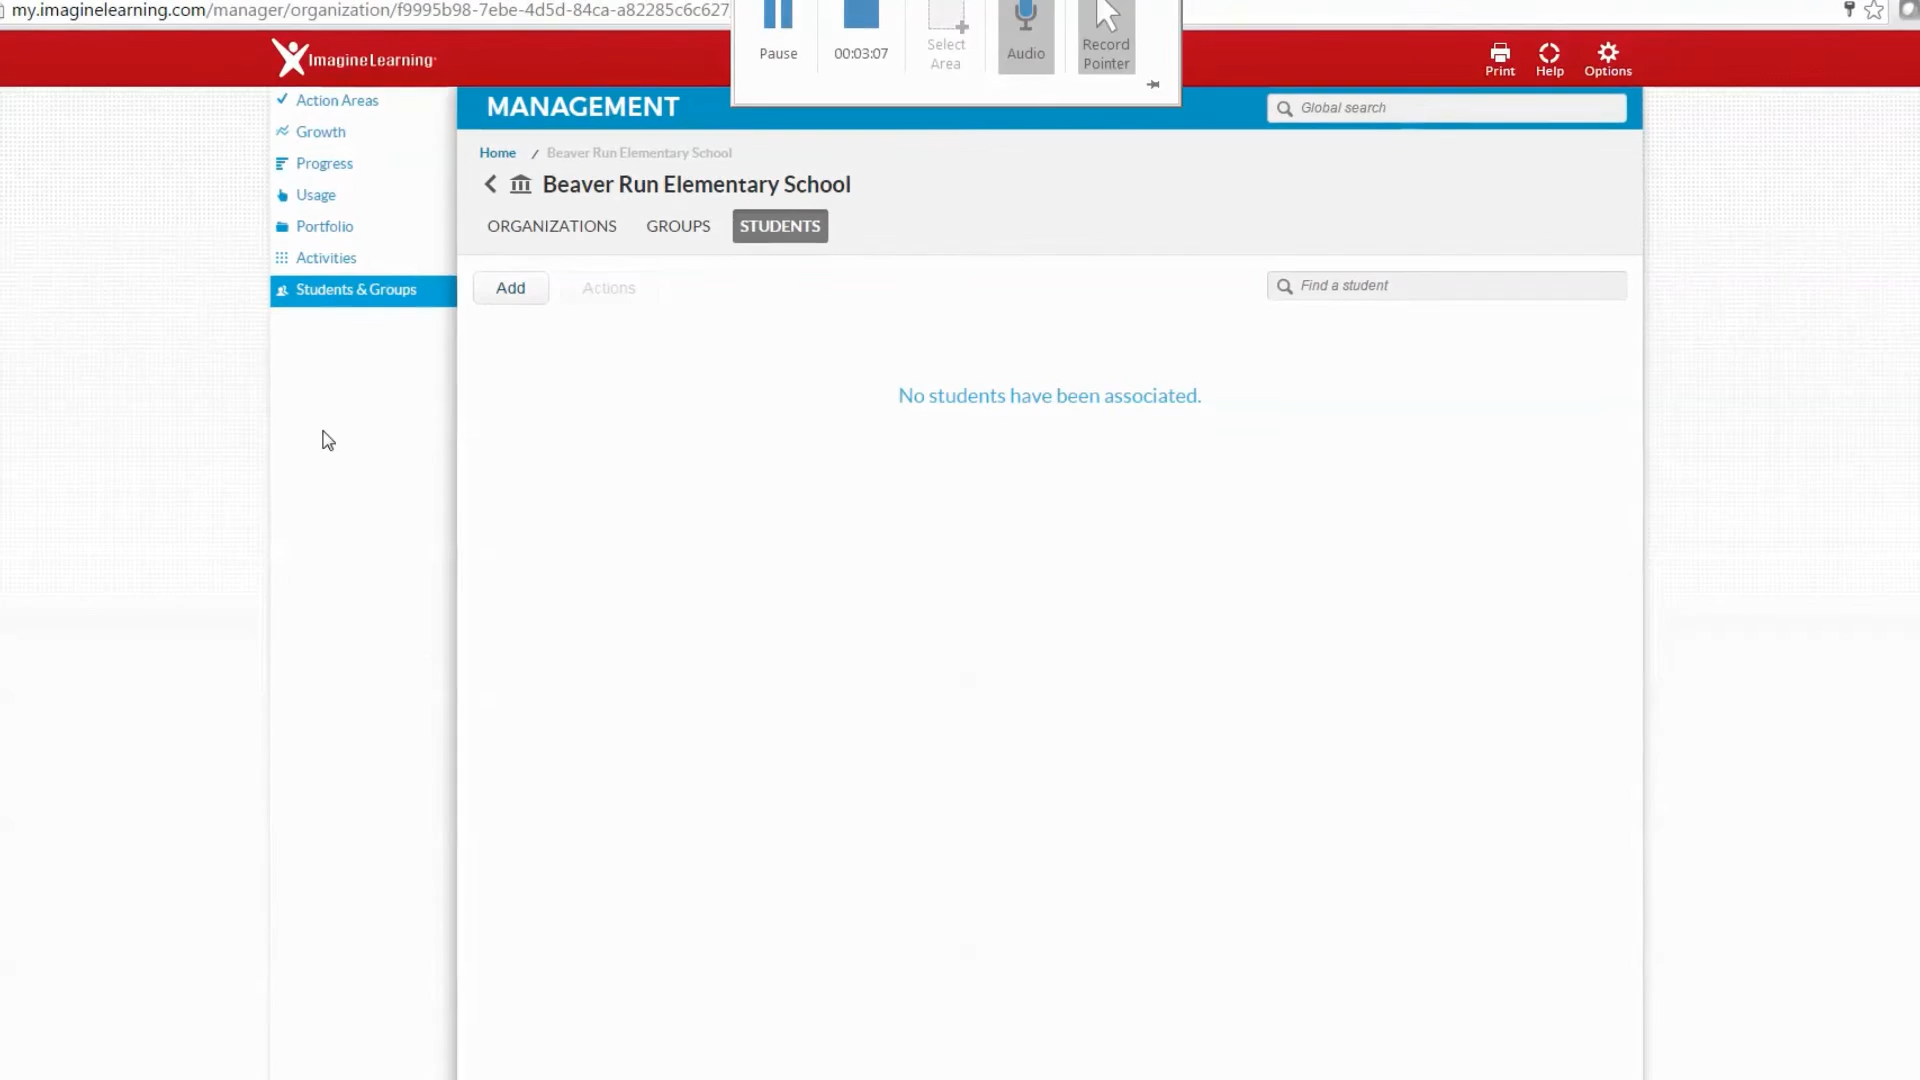 my.imaginelearning.com/manager/organization/f9995b98-7ebe-4d5d-84ca-a82285c6c627
Pause
00:03:07
Select
Area
Audio
Record
Pointer
ImagineLearning
Print
Help
Options
Action Areas
Growth
Progress
Usage
Portfolio
Activities
Students & Groups
MANAGEMENT
Global search
Home / Beaver Run Elementary School
Beaver Run Elementary School
ORGANIZATIONS GROUPS STUDENTS
Add
Actions
Find a student
No students have been associated.